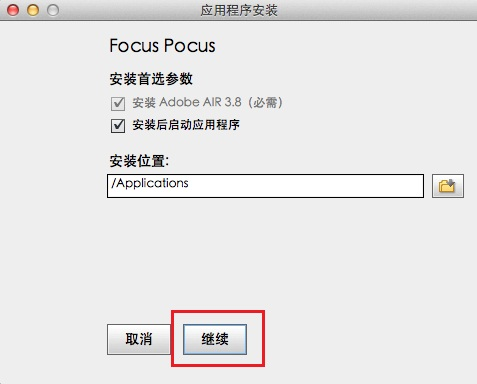 应用程序安装
Focus Pocus
安装首选参数
安装 Adobe AIR 3.8（必需）
安装后启动应用程序
安装位置:
/Applications
取消
继续